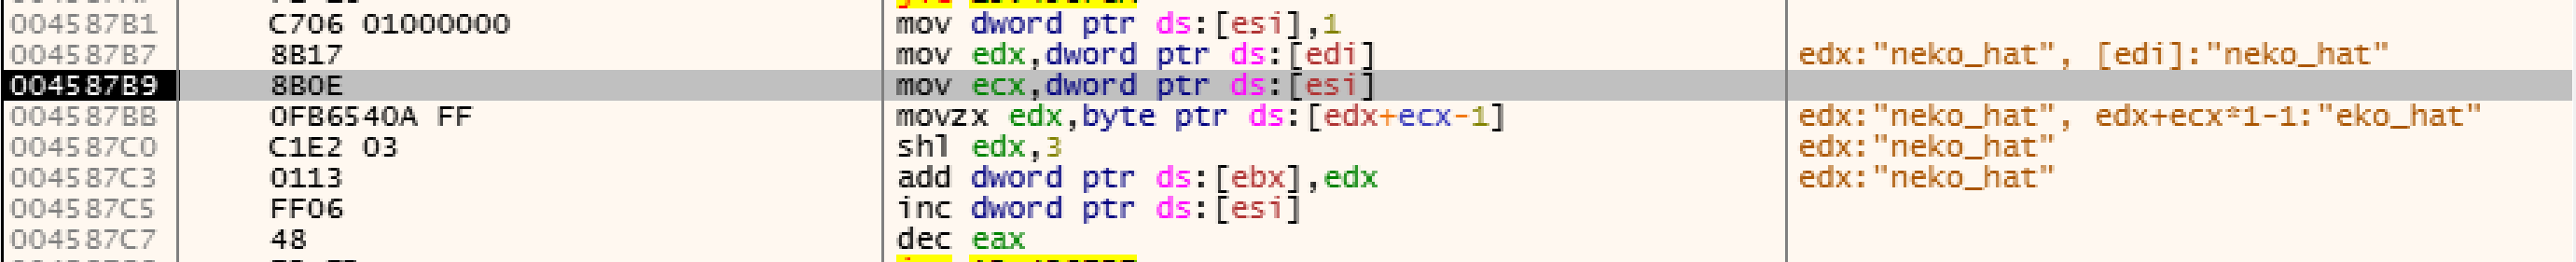 004587B1 C706 01000000 mov dword ptr ds:[esi],1
004587B7 8B17 mov edx,dword ptr ds:[edi] edx:"neko_hat", [edi]:"neko_hat"
004587B9 8B0E mov ecx,dword ptr ds:[esi]
004587BB 0FB6540A FF movzx edx,byte ptr ds:[edx+ecx-1] edx:"neko_hat", edx+ecx*1-1:"eko_hat"
004587C0 C1E2 03 shl edx,3 edx:"neko_hat"
004587C3 0113 add dword ptr ds:[ebx],edx edx:"neko_hat"
004587C5 FF06 inc dword ptr ds:[esi]
004587C7 48 dec eax